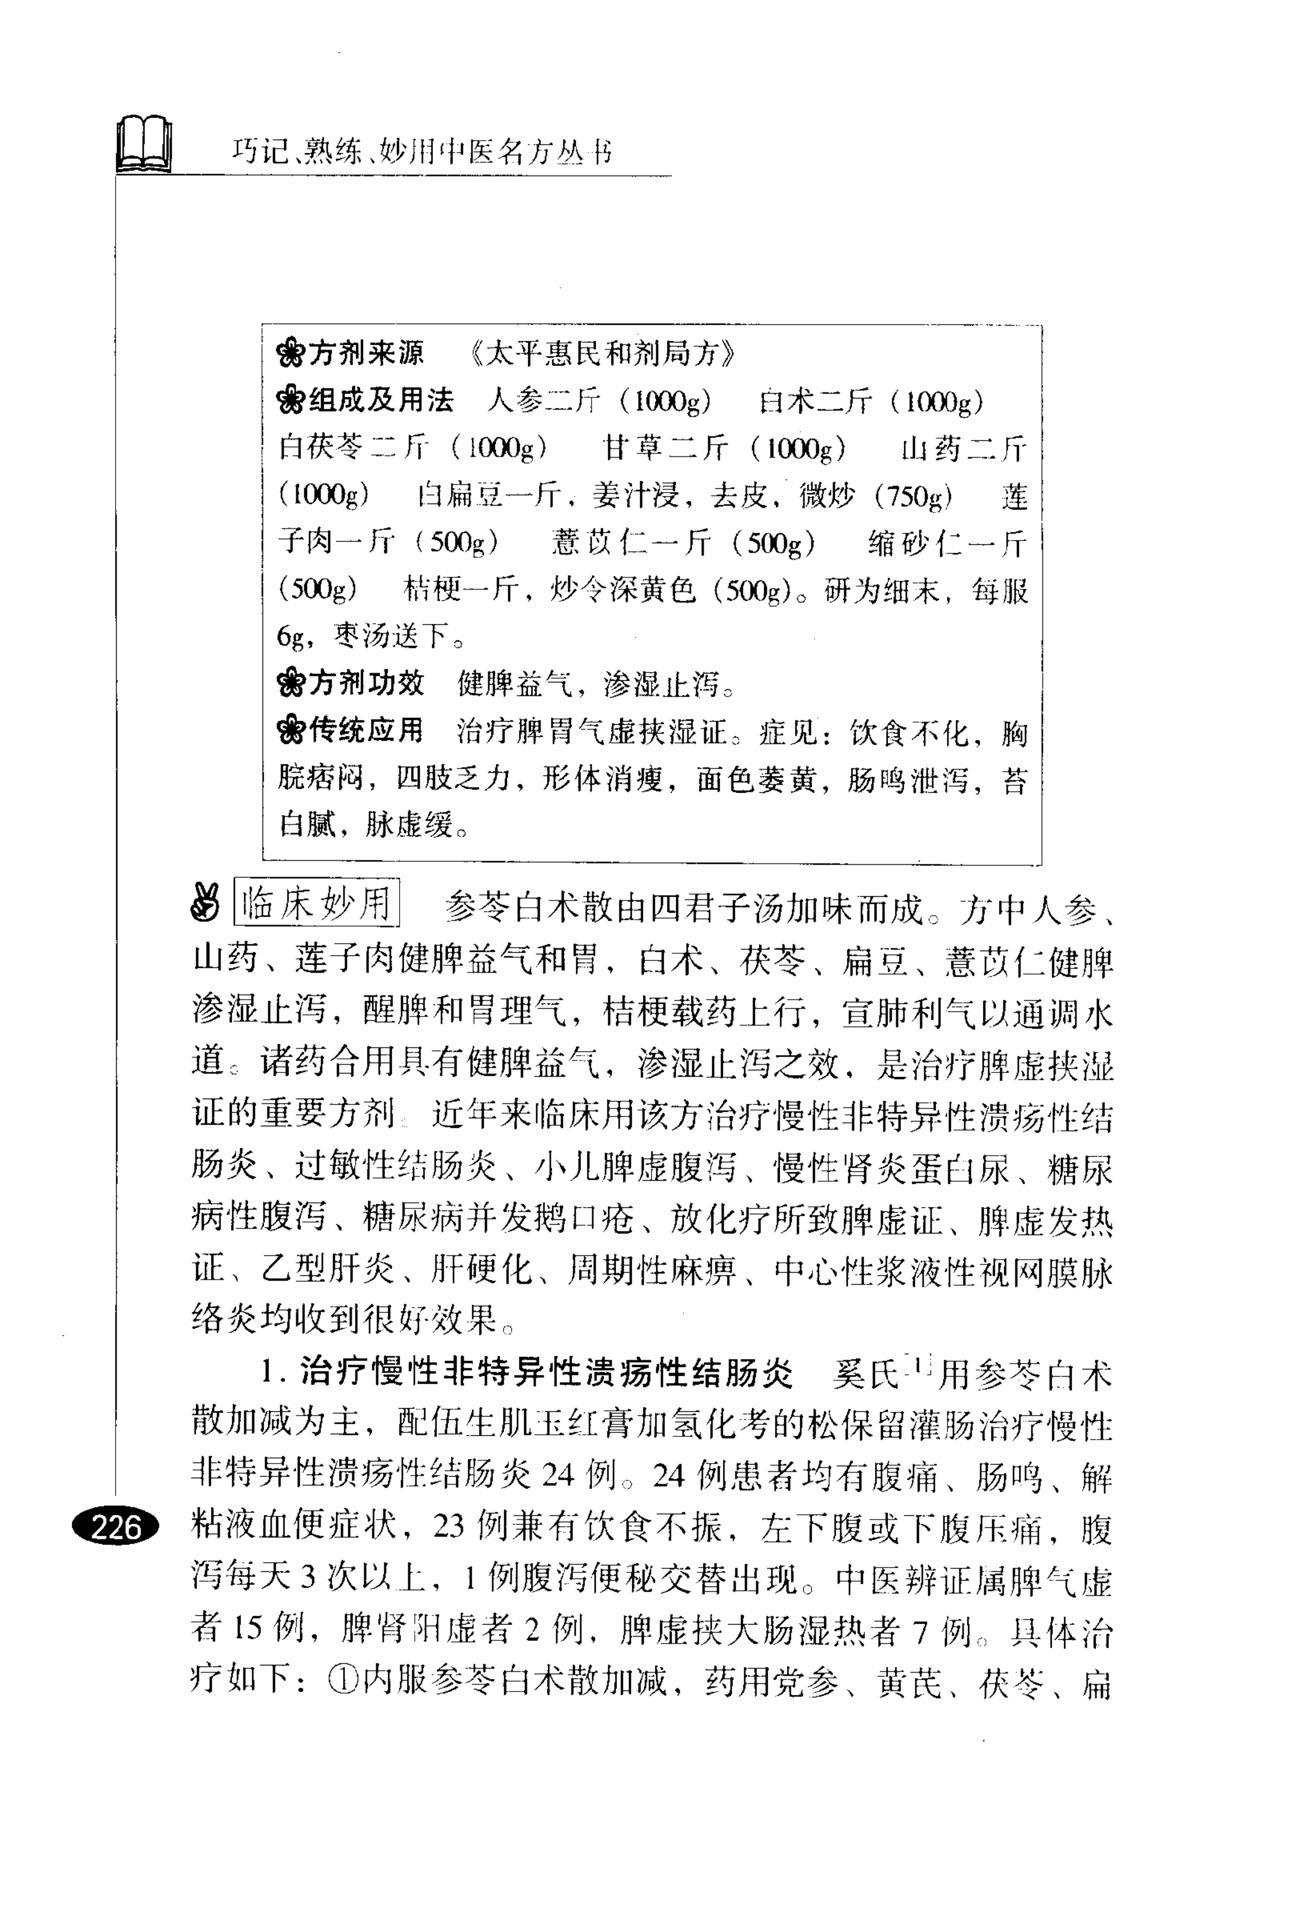 巧记、熟练、妙用中医名方丛书
方剂来源 《太平惠民和剂局方》
组成及用法 人参二斤（1000g） 白术二斤（1000g）
白茯苓二斤（1000g） 甘草二斤（1000g） 山药二斤
（1000g） 白扁豆一斤，姜汁浸，去皮，微炒（750g） 莲
子肉一斤（500g） 薏苡仁一斤（500g） 缩砂仁一斤
（500g） 桔梗一斤，炒令深黄色（500g）。研为细末，每服
6g，枣汤送下。
方剂功效 健脾益气，渗湿止泻。
传统应用 治疗脾胃气虚挟湿证。症见：饮食不化，胸
脘痞闷，四肢乏力，形体消瘦，面色萎黄，肠鸣泄泻，苔
白腻，脉虚缓。
临床妙用 参苓白术散由四君子汤加味而成。方中人参、
山药、莲子肉健脾益气和胃，白术、茯苓、扁豆、薏苡仁健脾
渗湿止泻，醒脾和胃理气，桔梗载药上行，宣肺利气以通调水
道。诸药合用具有健脾益气，渗湿止泻之效，是治疗脾虚挟湿
证的重要方剂 近年来临床用该方治疗慢性非特异性溃疡性结
肠炎、过敏性结肠炎、小儿脾虚腹泻、慢性肾炎蛋白尿、糖尿
病性腹泻、糖尿病并发鹅口疮、放化疗所致脾虚证、脾虚发热
证、乙型肝炎、肝硬化、周期性麻痹、中心性浆液性视网膜脉
络炎均收到很好效果。
1. 治疗慢性非特异性溃疡性结肠炎 奚氏[1]用参苓白术
散加减为主，配伍生肌玉红膏加氢化考的松保留灌肠治疗慢性
非特异性溃疡性结肠炎 24 例。24 例患者均有腹痛、肠鸣、解
粘液血便症状，23 例兼有饮食不振，左下腹或下腹压痛，腹
泻每天 3 次以上，1 例腹泻便秘交替出现。中医辨证属脾气虚
者 15 例，脾肾阳虚者 2 例，脾虚挟大肠湿热者 7 例。具体治
疗如下：①内服参苓白术散加减，药用党参、黄芪、茯苓、扁
226